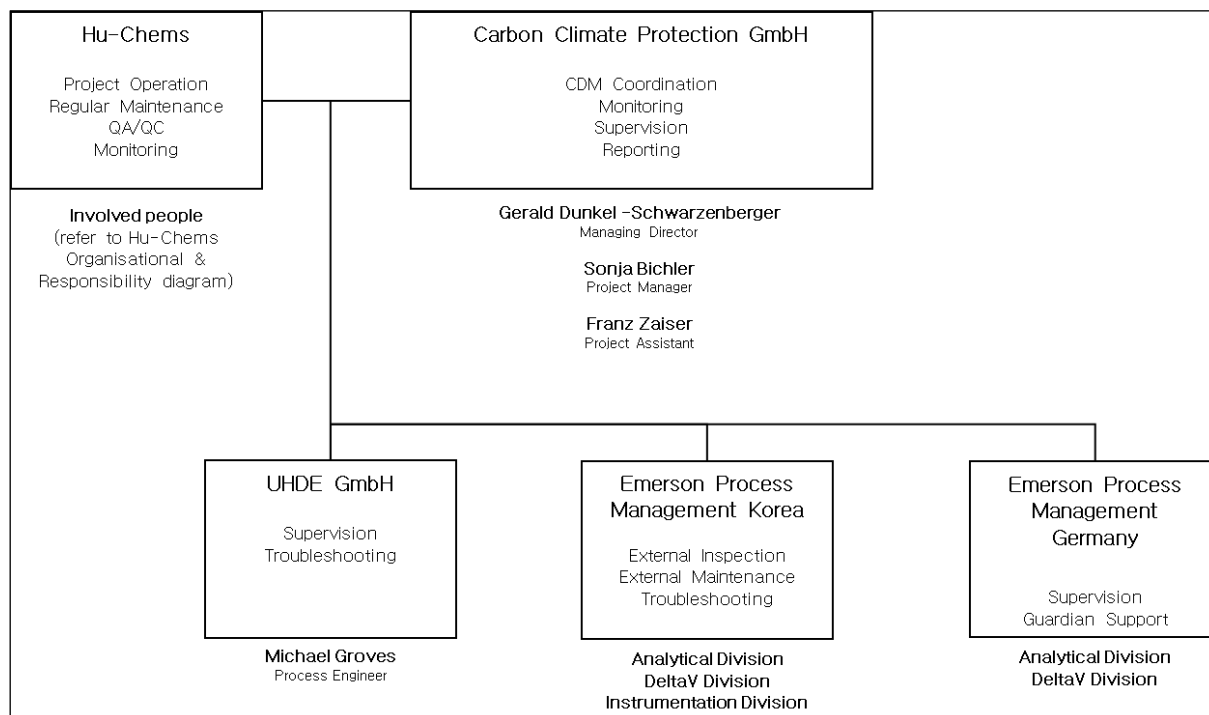 Hu-Chems
Project Operation
Regular Maintenance
QA/QC
Monitoring
Involved people
(refer to Hu-Chems
Organisational &
Responsibility diagram)
Carbon Climate Protection GmbH
CDM Coordination
Monitoring
Supervision
Reporting
Gerald Dunkel -Schwarzenberger
Managing Director
Sonja Bichler
Project Manager
Franz Zaiser
Project Assistant
UHDE GmbH
Supervision
Troubleshooting
Michael Groves
Process Engineer
Emerson Process
Management Korea
External Inspection
External Maintenance
Troubleshooting
Analytical Division
DeltaV Division
Instrumentation Division
Emerson Process
Management
Germany
Supervision
Guardian Support
Analytical Division
DeltaV Division